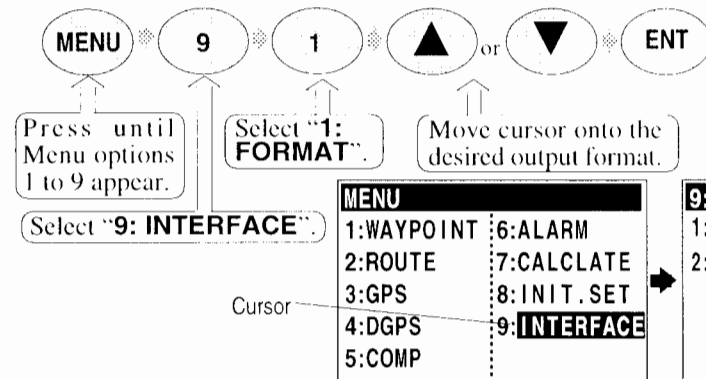 MENU 9 1 ▲ or ▼ ENT
Press until
Menu options
1 to 9 appear.
Select "1:
FORMAT".
Move cursor onto the
desired output format.
Select "9: INTERFACE".
Cursor
MENU
1:WAYPOINT 6:ALARM
2:ROUTE 7:CALCLATE
3:GPS 8:INIT.SET
4:DGPS 9:INTERFACE
5:COMP
9:
1:
2: